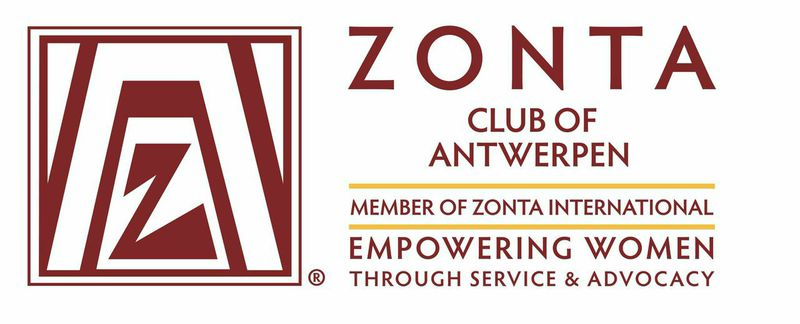 ZONTA
CLUB OF
ANTWERPEN
MEMBER OF ZONTA INTERNATIONAL
EMPOWERING WOMEN
THROUGH SERVICE & ADVOCACY
Z
®